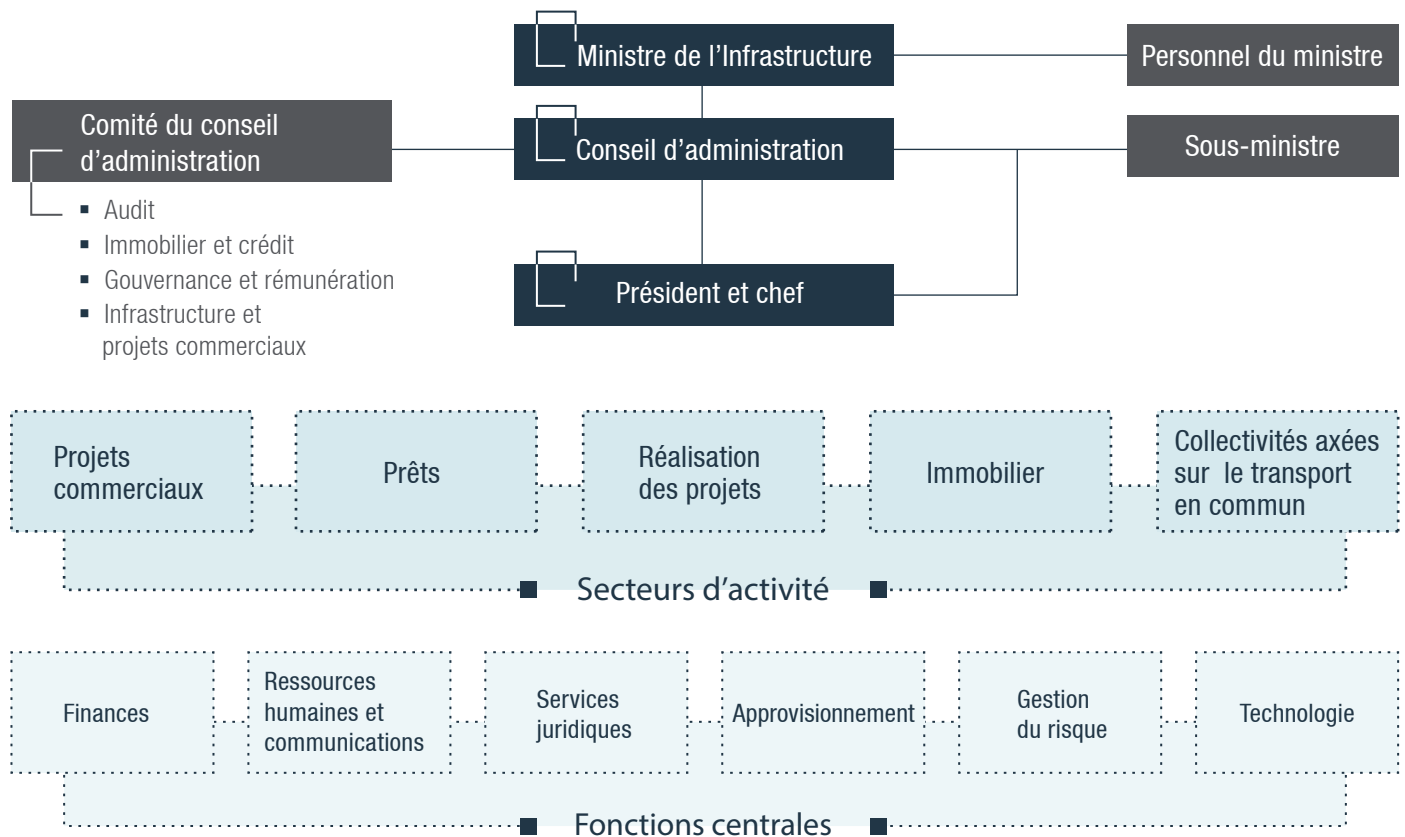 Ministre de l’Infrastructure
Personnel du ministre
Comité du conseil
d’administration
Conseil d’administration
Sous-ministre
▪ Audit
▪ Immobilier et crédit
▪ Gouvernance et rémunération
▪ Infrastructure et
projets commerciaux
Président et chef
Projets
commerciaux
Prêts
Réalisation
des projets
Immobilier
Collectivités axées
sur le transport
en commun
Secteurs d’activité
Finances
Ressources
humaines et
communications
Services
juridiques
Approvisionnement
Gestion
du risque
Technologie
Fonctions centrales